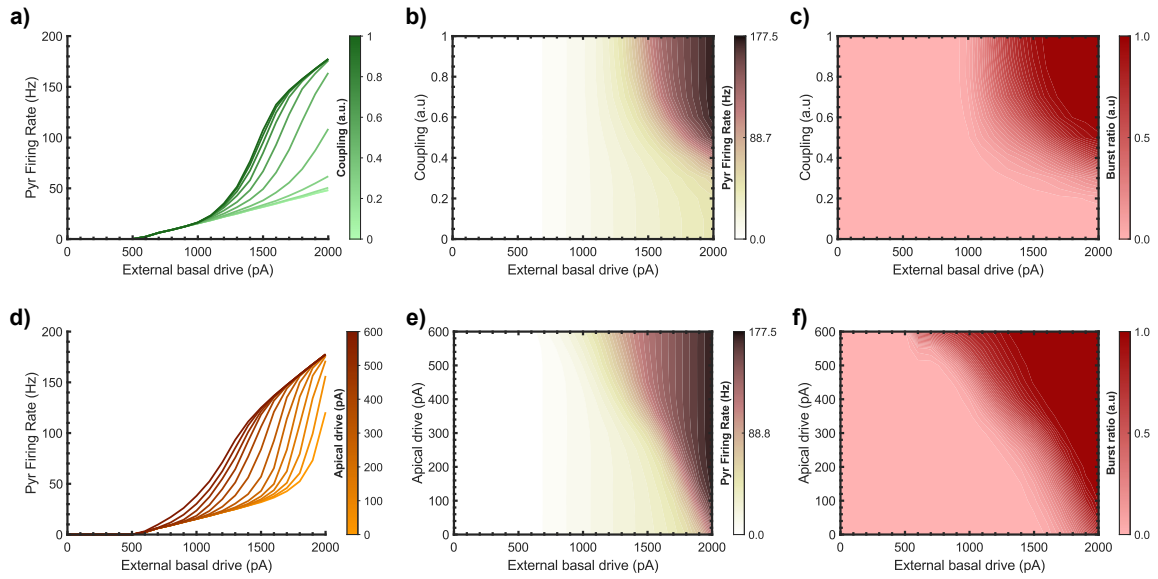 a)
200
150
100
50
0
Pyr Firing Rate (Hz)
0 500 1000 1500 2000
External basal drive (pA)
1
0.8
0.6
0.4
0.2
0
Coupling (a.u.)
b)
1
0.8
0.6
0.4
0.2
0
Coupling (a.u)
0 500 1000 1500 2000
External basal drive (pA)
177.5
88.7
0.0
Pyr Firing Rate (Hz)
c)
1
0.8
0.6
0.4
0.2
0
Coupling (a.u)
0 500 1000 1500 2000
External basal drive (pA)
1.0
0.5
0.0
Burst ratio (a.u)
d)
200
150
100
50
0
Pyr Firing Rate (Hz)
0 500 1000 1500 2000
External basal drive (pA)
600
500
400
300
200
100
0
Apical drive (pA)
e)
600
500
400
300
200
100
0
Apical drive (pA)
0 500 1000 1500 2000
External basal drive (pA)
177.5
88.8
0.0
Pyr Firing Rate (Hz)
f)
600
500
400
300
200
100
0
Apical drive (pA)
0 500 1000 1500 2000
External basal drive (pA)
1.0
0.5
0.0
Burst ratio (a.u)